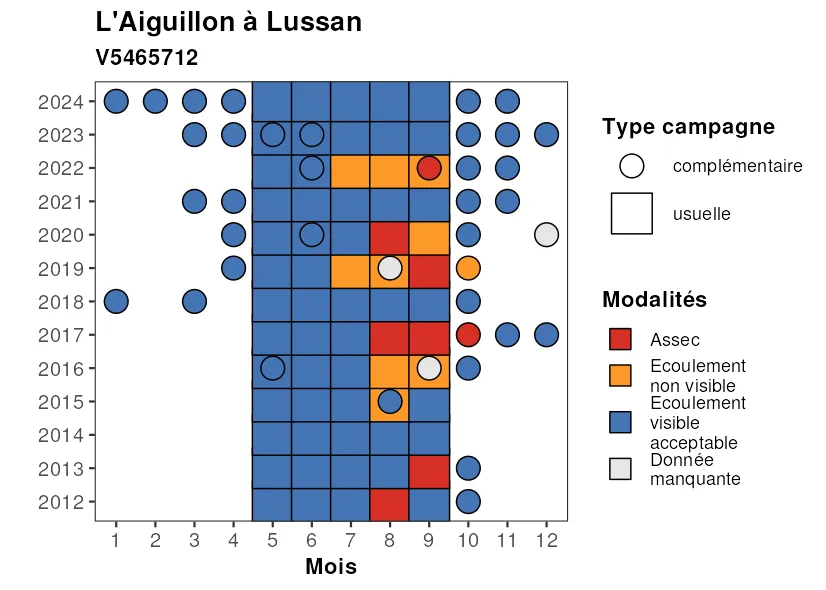 L'Aiguillon à Lussan
V5465712
2024
2023
2022
2021
2020
2019
2018
2017
2016
2015
2014
2013
2012
1 2 3 4 5 6 7 8 9 10 11 12
Mois
Type campagne
complémentaire
usuelle
Modalités
Assec
Ecoulement
non visible
Ecoulement
visible
acceptable
Donnée
manquante